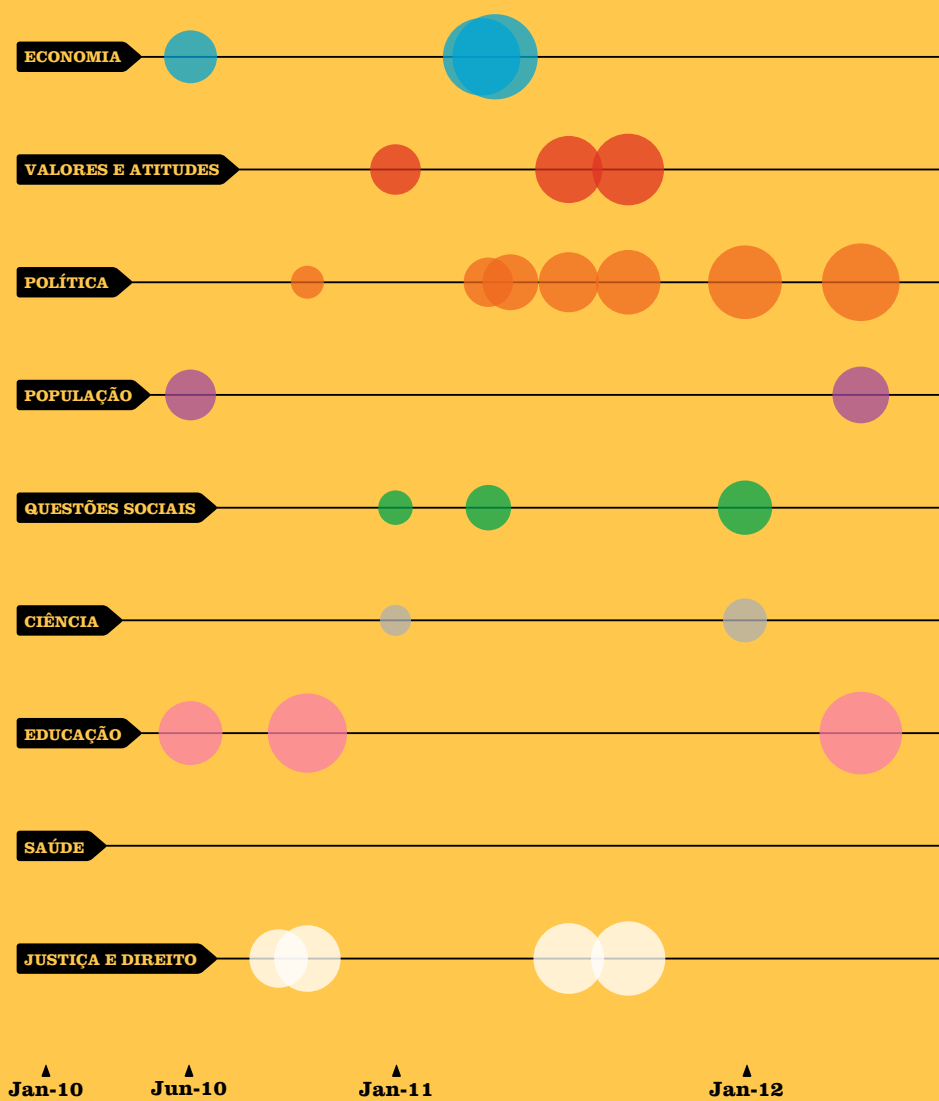 ECONOMIA
VALORES E ATITUDES
POLÍTICA
POPULAÇÃO
QUESTÕES SOCIAIS
CIÊNCIA
EDUCAÇÃO
SAÚDE
JUSTIÇA E DIREITO
Jan-10 Jun-10 Jan-11 Jan-12